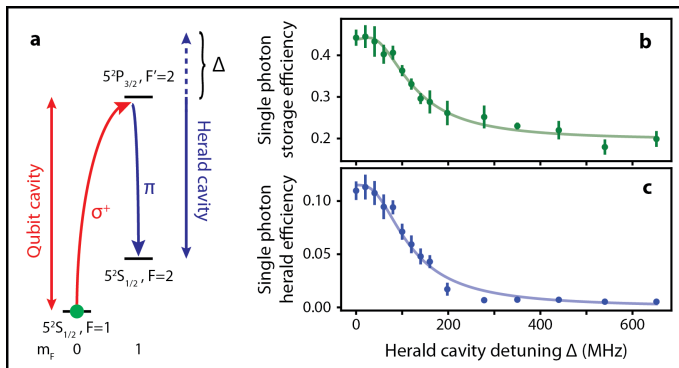 a
5²P₃/₂, F'=2
Δ
Qubit cavity
σ⁺
π
Herald cavity
5²S₁/₂, F=2
5²S₁/₂, F=1
m_F 0 1
b
Single photon
storage efficiency
0.4
0.3
0.2
c
Single photon
herald efficiency
0.10
0.05
0.00
0 200 400 600
Herald cavity detuning Δ (MHz)